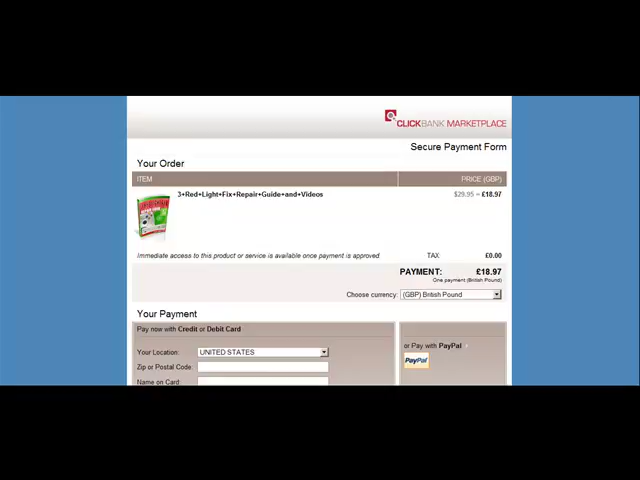 CLICKBANK MARKETPLACE
Secure Payment Form
Your Order
ITEM PRICE (GBP)
3+Red+Light+Fix+Repair+Guide+and+Videos $29.95 = £18.97
Immediate access to this product or service is available once payment is approved TAX £0.00
PAYMENT: £18.97
One payment (British Pound)
Choose currency: (GBP) British Pound
Your Payment
Pay now with Credit or Debit Card
or Pay with PayPal
Your Location: UNITED STATES
PayPal
Zip or Postal Code:
Name on Card: